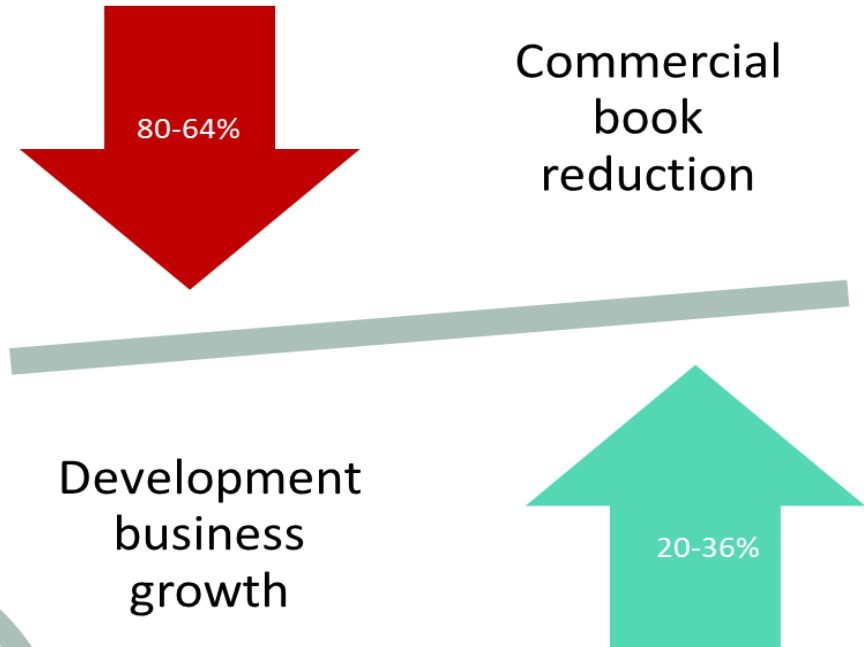 80-64%
Commercial
book
reduction
Development
business
growth
20-36%